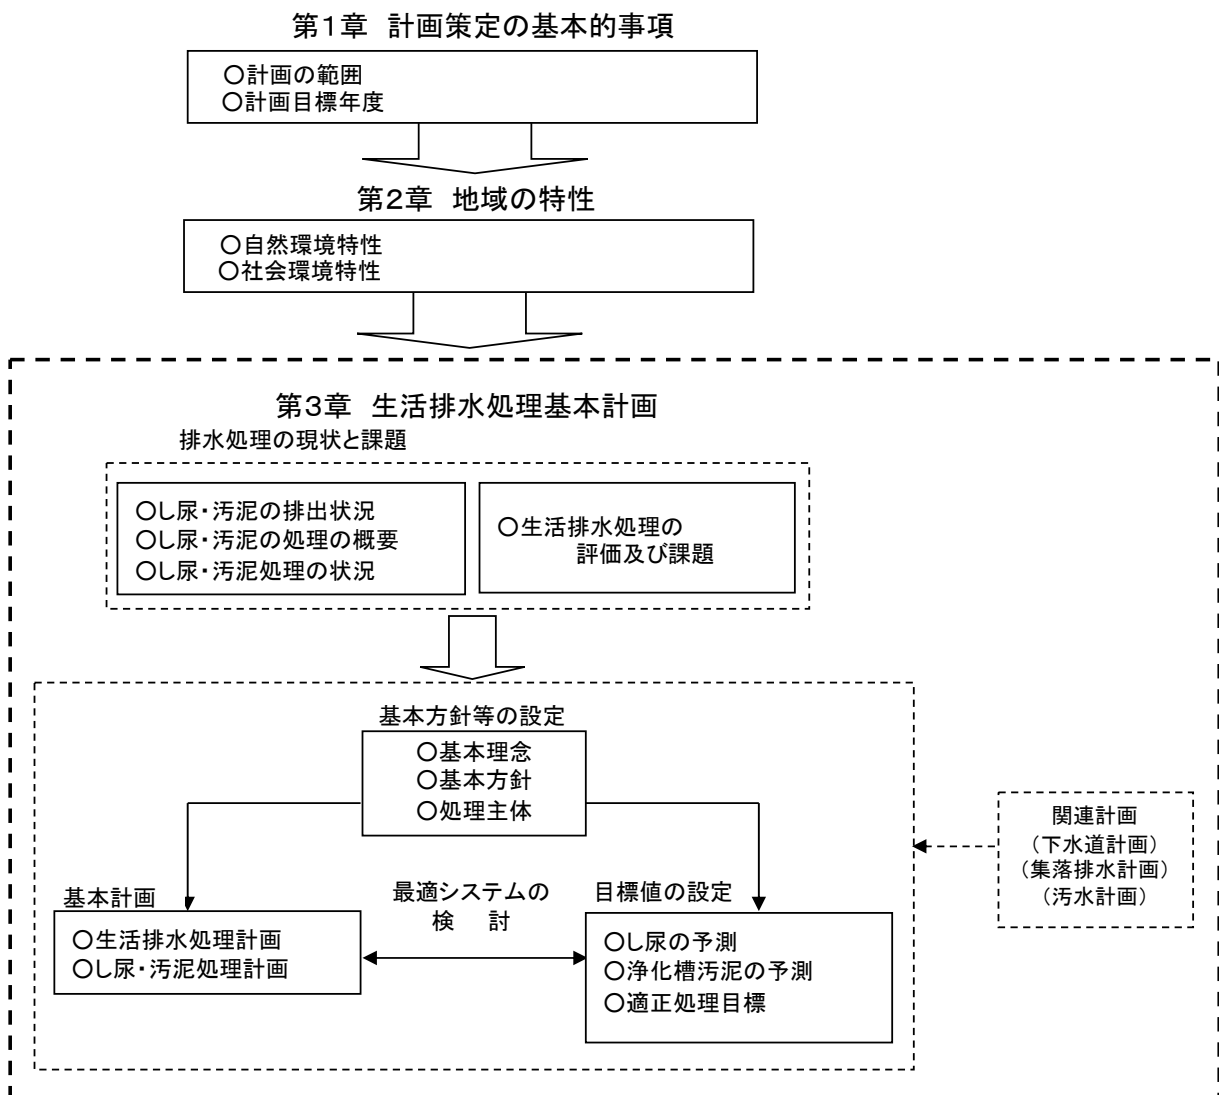 第1章 計画策定の基本的事項
○計画の範囲
○計画目標年度
第2章 地域の特性
○自然環境特性
○社会環境特性
第3章 生活排水処理基本計画
排水処理の現状と課題
○し尿・汚泥の排出状況
○し尿・汚泥の処理の概要
○し尿・汚泥処理の状況
○生活排水処理の
評価及び課題
基本方針等の設定
○基本理念
○基本方針
○処理主体
関連計画
(下水道計画)
(集落排水計画)
(汚水計画)
基本計画
○生活排水処理計画
○し尿・汚泥処理計画
最適システムの
検 討
目標値の設定
○し尿の予測
○浄化槽汚泥の予測
○適正処理目標